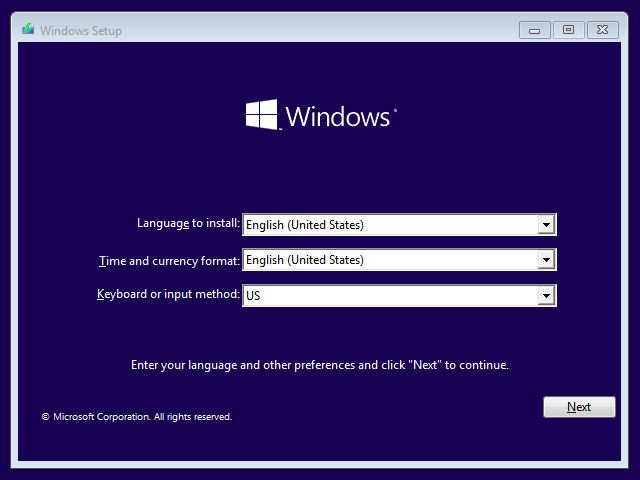 Windows Setup
Windows
Language to install: English (United States)
Time and currency format: English (United States)
Keyboard or input method: US
Enter your language and other preferences and click "Next" to continue.
Next
© Microsoft Corporation. All rights reserved.